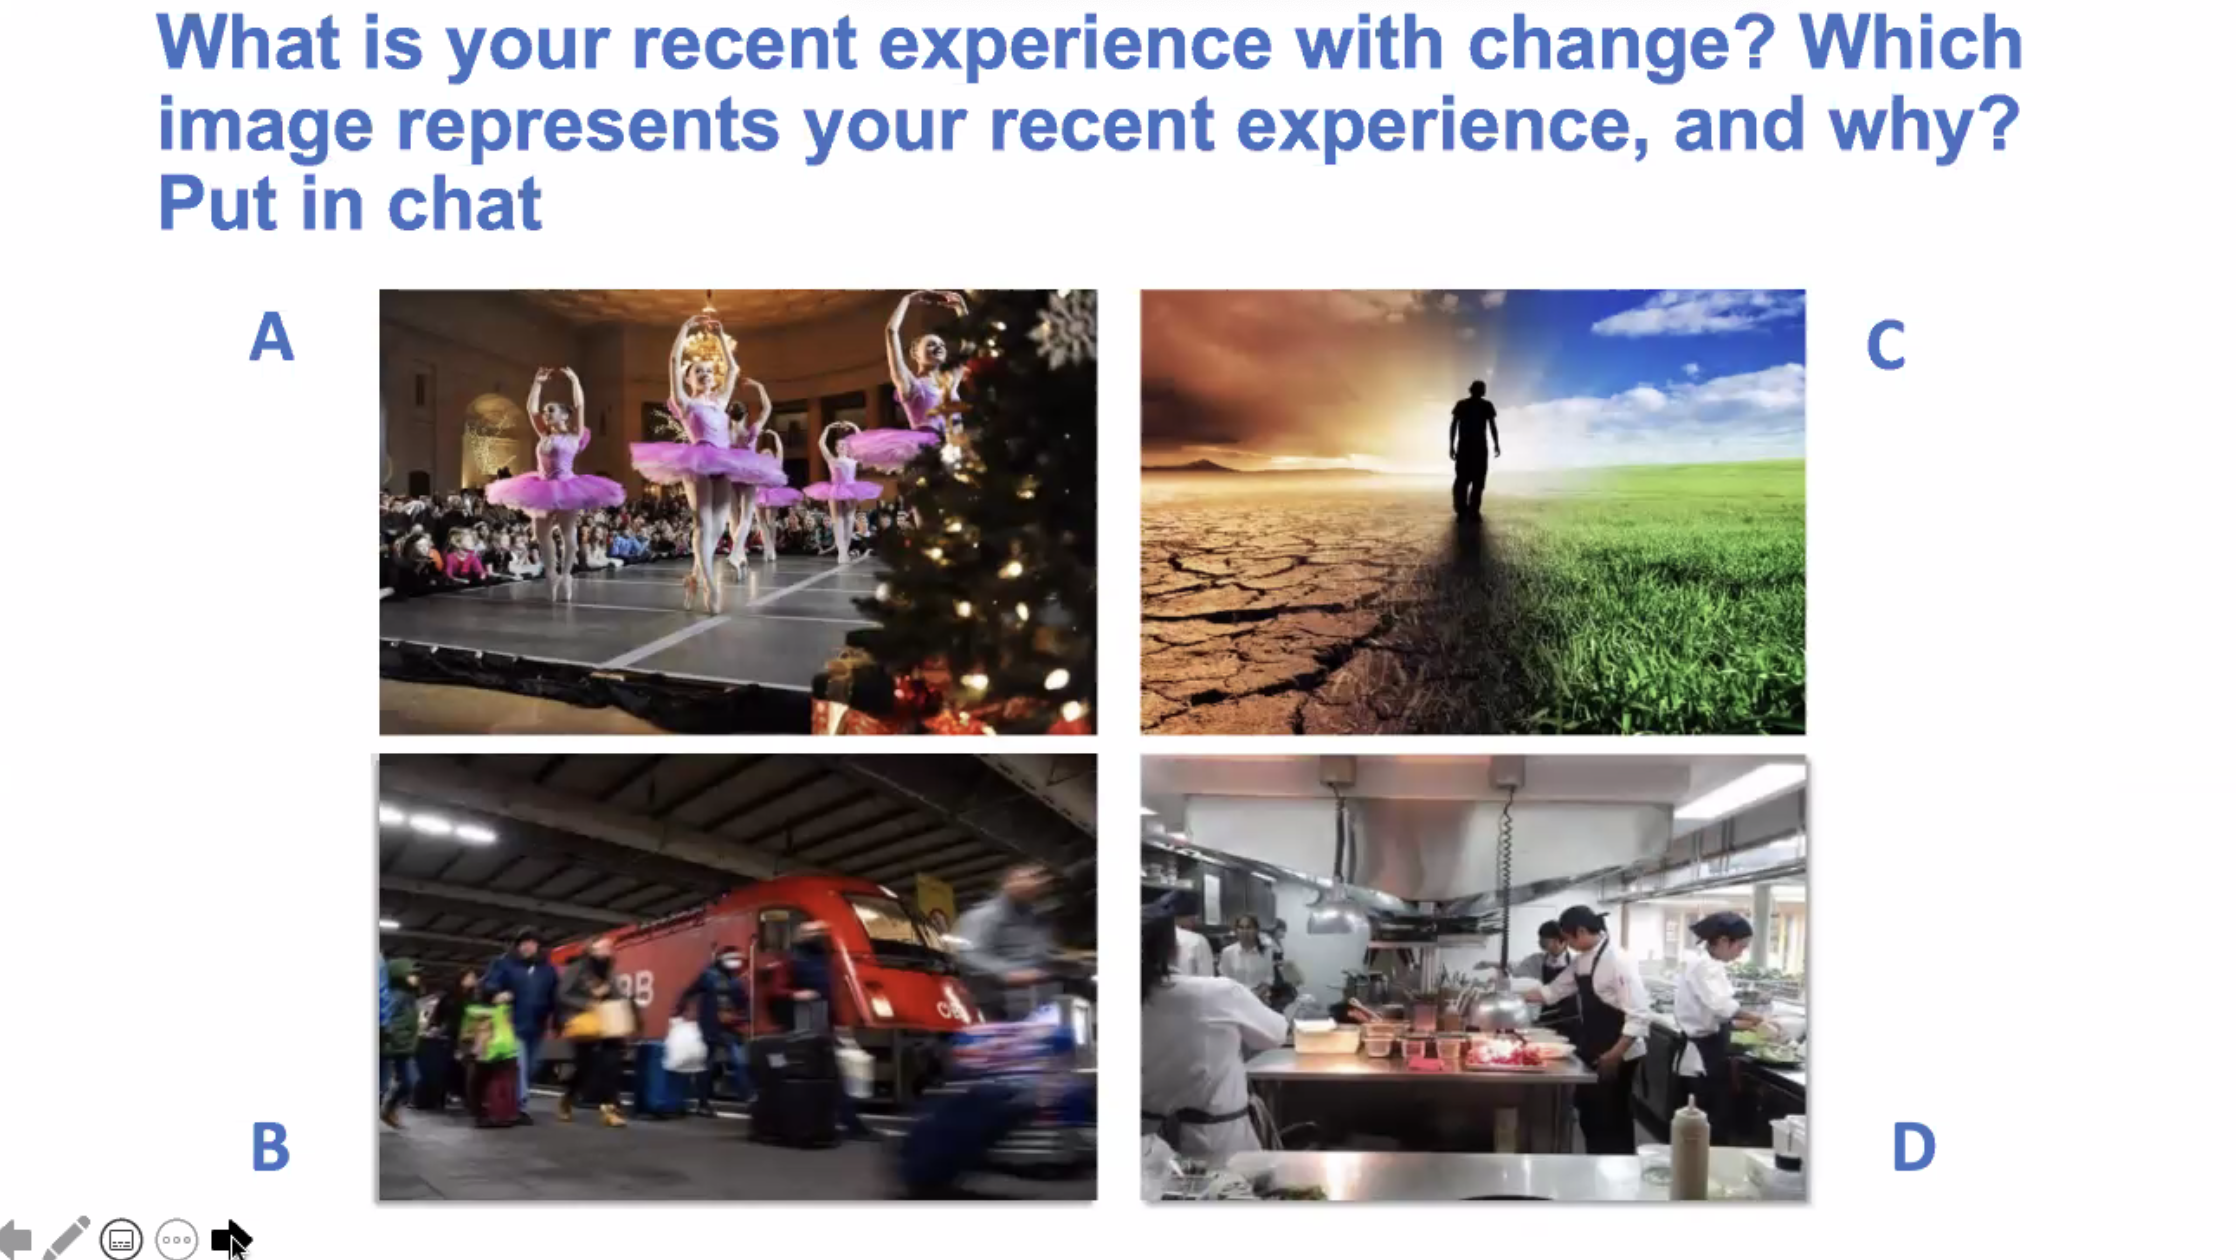 What is your recent experience with change? Which
image represents your recent experience, and why?
Put in chat
A
C
B
D